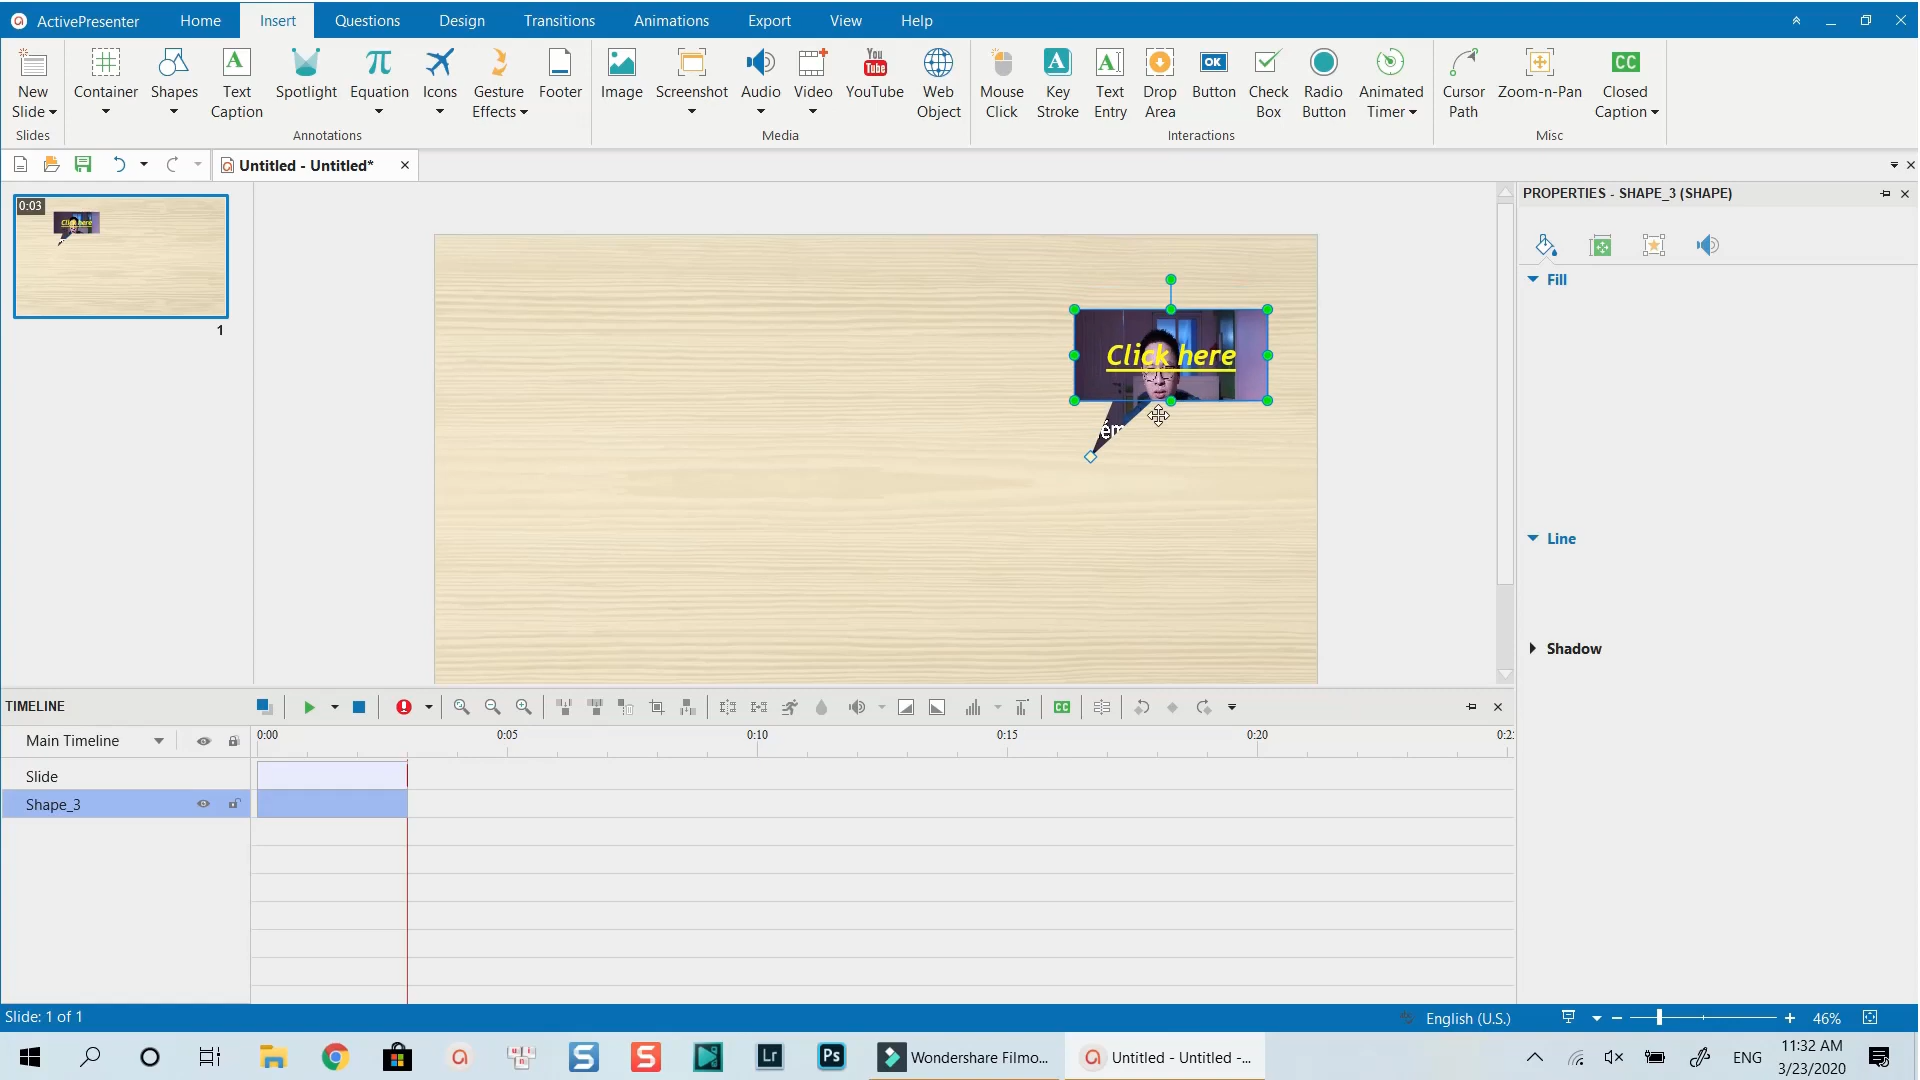 ActivePresenter
Home
Insert
Questions
Design
Transitions
Animations
Export
View
Help
New Slide
Container
Shapes
Text Caption
Spotlight
Equation
Icons
Gesture Effects
Footer
Image
Screenshot
Audio
Video
YouTube
Web Object
Mouse Click
Key Stroke
Text Entry
Drop Area
Button
Check Box
Radio Button
Animated Timer
Cursor Path
Zoom-n-Pan
Closed Caption
Slides
Annotations
Media
Interactions
Misc
Untitled - Untitled*
PROPERTIES - SHAPE_3 (SHAPE)
0:03
Click here
1
Fill
Click here
ém
Line
Shadow
TIMELINE
Main Timeline
0:00
0:05
0:10
0:15
0:20
Slide
Shape_3
Slide: 1 of 1
English (U.S.)
46%
Wondershare Filmo...
Untitled - Untitled -...
ENG
11:32 AM
3/23/2020